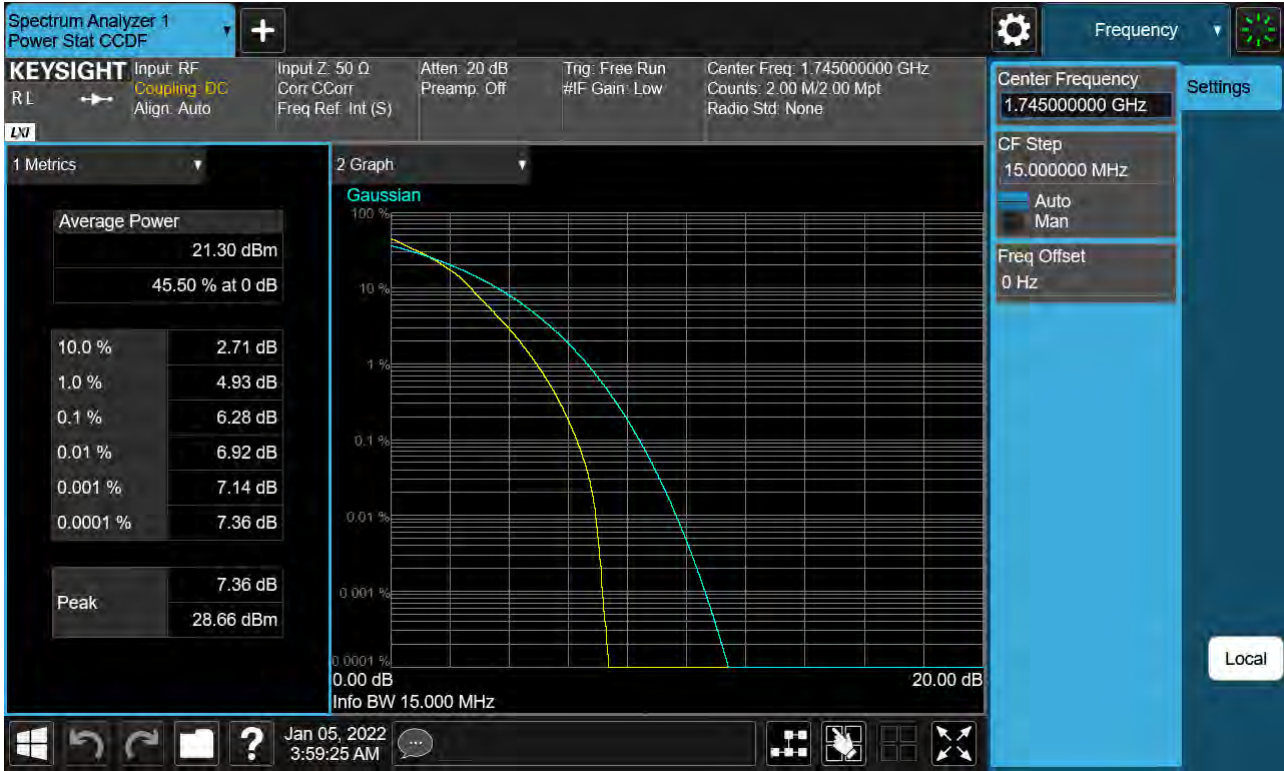 Spectrum Analyzer 1
Power Stat CCDF
Frequency
KEYSIGHT
R L
LXI
Input: RF
Coupling: DC
Align: Auto
Input Z: 50 Ω
Corr CCorr
Freq Ref: Int (S)
Atten: 20 dB
Preamp: Off
Trig: Free Run
#IF Gain: Low
Center Freq: 1.745000000 GHz
Counts: 2.00 M/2.00 Mpt
Radio Std: None
Center Frequency
1.745000000 GHz
Settings
CF Step
15.000000 MHz
Auto
Man
Freq Offset
0 Hz
Local
1 Metrics
Average Power
21.30 dBm
45.50 % at 0 dB
10.0 % 2.71 dB
1.0 % 4.93 dB
0.1 % 6.28 dB
0.01 % 6.92 dB
0.001 % 7.14 dB
0.0001 % 7.36 dB
Peak
7.36 dB
28.66 dBm
2 Graph
Gaussian
100 %
10 %
1 %
0.1 %
0.01 %
0.001 %
0.0001 %
0.00 dB 20.00 dB
Info BW 15.000 MHz
?
Jan 05, 2022
3:59:25 AM